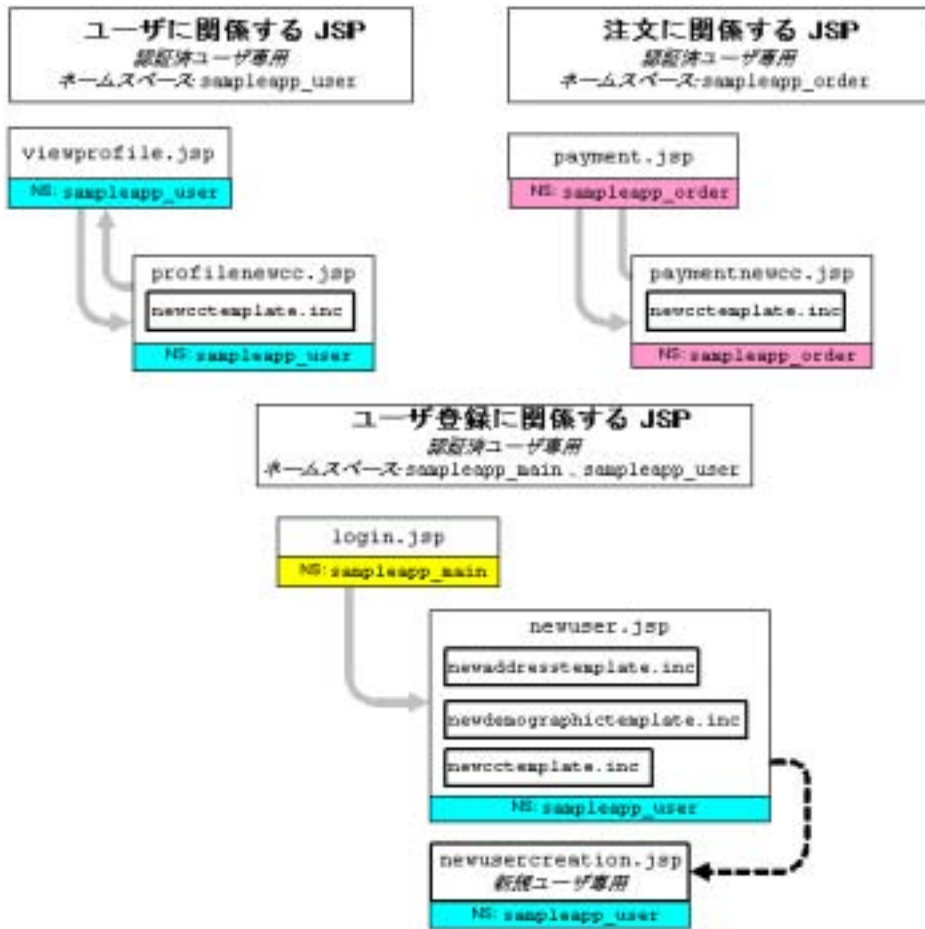 ユーザに関係する JSP
認証済ユーザ専用
ネームスペース:sampleapp_user
viewprofile.jsp
NS: sampleapp_user
profilenewcc.jsp
newcctemplate.inc
NS: sampleapp_user
注文に関係する JSP
認証済ユーザ専用
ネームスペース:sampleapp_order
payment.jsp
NS: sampleapp_order
paymentnewcc.jsp
newcctemplate.inc
NS: sampleapp_order
ユーザ登録に関係する JSP
認証済ユーザ専用
ネームスペース:sampleapp_main、sampleapp_user
login.jsp
NS: sampleapp_main
newuser.jsp
newaddresstemplate.inc
newdemographictemplate.inc
newcctemplate.inc
NS: sampleapp_user
newusercreation.jsp
新規ユーザ専用
NS: sampleapp_user